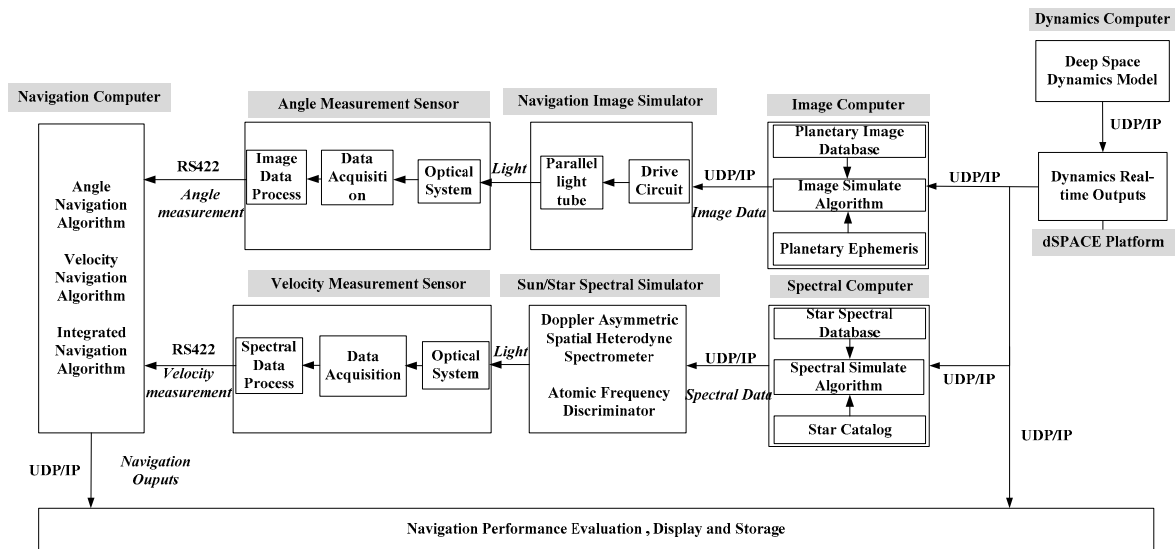 Dynamics Computer
Deep Space
Dynamics Model
UDP/IP
Dynamics Real-
time Outputs
dSPACE Platform
Navigation Computer
Angle
Navigation
Algorithm
Velocity
Navigation
Algorithm
Integrated
Navigation
Algorithm
RS422
Angle
measurement
RS422
Velocity
measurement
Angle Measurement Sensor
Image
Data
Process
Data
Acquisiti
on
Optical
System
Light
Navigation Image Simulator
Parallel
light
tube
Drive
Circuit
UDP/IP
Image Data
Image Computer
Planetary Image
Database
Image Simulate
Algorithm
Planetary Ephemeris
UDP/IP
Velocity Measurement Sensor
Spectral
Data
Process
Data
Acquisition
Optical
System
Light
Sun/Star Spectral Simulator
Doppler Asymmetric
Spatial Heterodyne
Spectrometer
Atomic Frequency
Discriminator
UDP/IP
Spectral Data
Spectral Computer
Star Spectral
Database
Spectral Simulate
Algorithm
Star Catalog
UDP/IP
UDP/IP
UDP/IP
Navigation
Ouputs
Navigation Performance Evaluation , Display and Storage